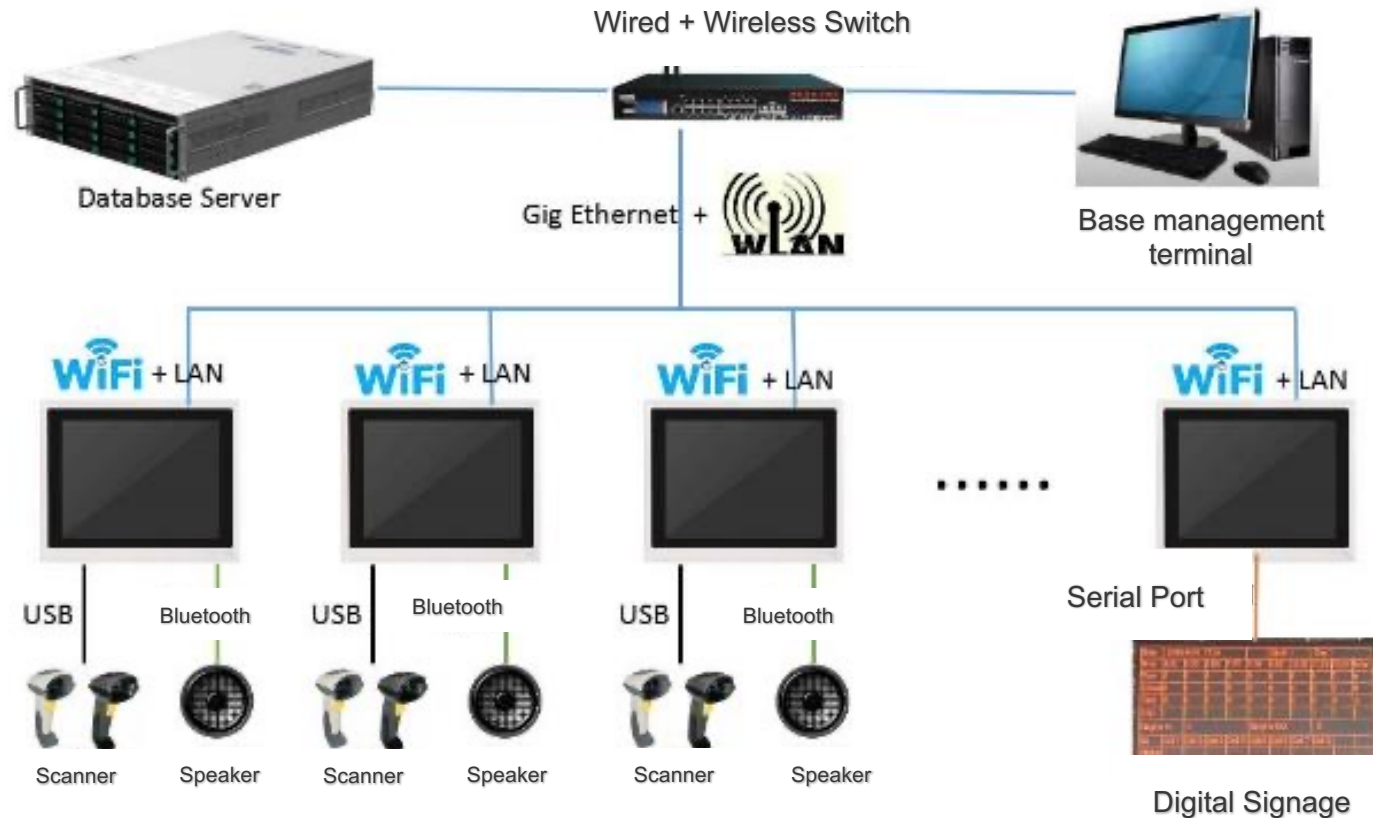 Wired + Wireless Switch
Database Server
Gig Ethernet +
WLAN
Base management
terminal
WiFi + LAN
WiFi + LAN
WiFi + LAN
WiFi + LAN
......
USB
Bluetooth
USB
Bluetooth
USB
Bluetooth
Serial Port
Scanner
Speaker
Scanner
Speaker
Scanner
Speaker
Digital Signage